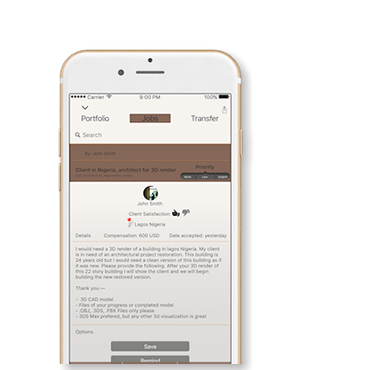 Carrier 9:00 PM 100%
Portfolio Jobs Transfer
Search
By: John Smith
Client in Nigeria, architect for 3D render Priority
John Smith
Client Satisfaction:
Lagos Nigeria
Details Compensation: 600 USD Date accepted: yesterday
I would need a 3D render of a building in lagos Nigeria. My client
is in need of an architectural project restoration. This building is
24 years old but I would need a clean version of this building as if
it was new. Please provide the following. After your 3D render of
this 22 story building I will show the client and we will begin
building the new restored version.
Thank you —
- 3D CAD model
- Files of your progress or completed model
- .OBJ, .3DS, .FBX Files only please
- 3DS Max prefered, but any other 3d visualization is great
Options
Save
Remind